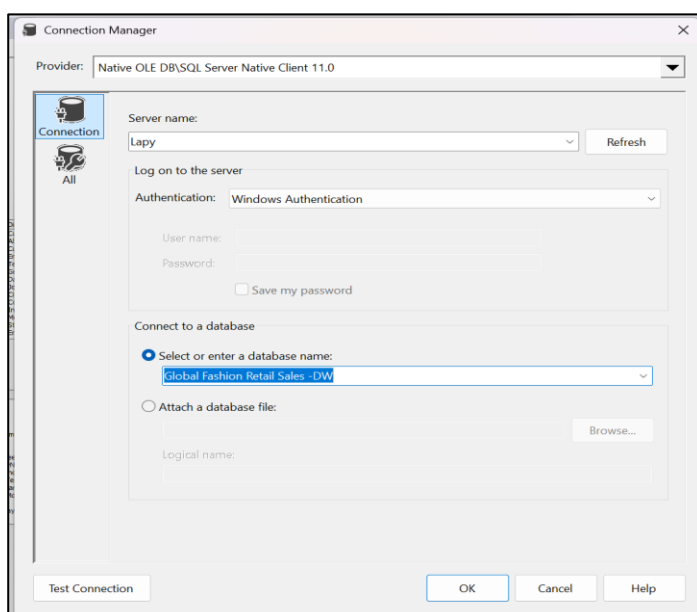 Connection Manager
Provider: Native OLE DB\SQL Server Native Client 11.0
Connection
All
Server name:
Lapy
Refresh
Log on to the server
Authentication: Windows Authentication
User name:
Password:
Save my password
Connect to a database
Select or enter a database name:
Global Fashion Retail Sales -DW
Attach a database file:
Browse...
Logical name:
Test Connection
OK
Cancel
Help